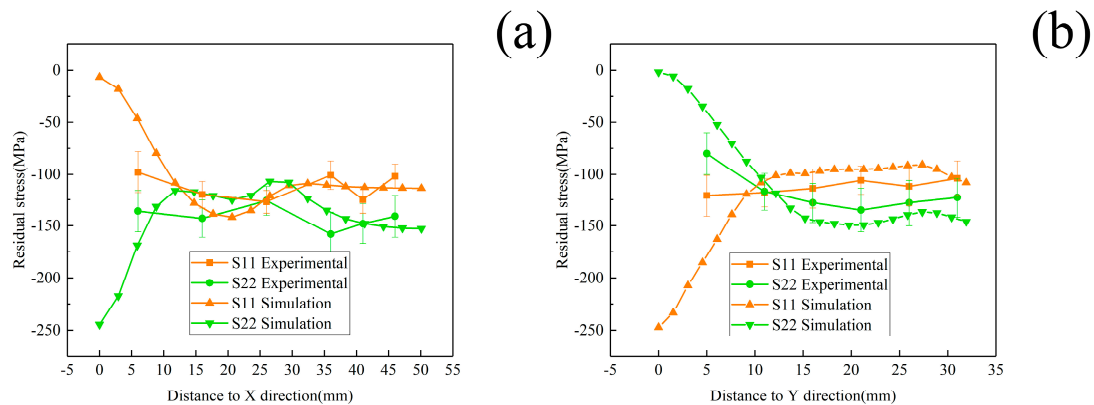 (a)
0
-50
-100
-150
-200
-250
Residual stress(MPa)
S11 Experimental
S22 Experimental
S11 Simulation
S22 Simulation
-5 0 5 10 15 20 25 30 35 40 45 50 55
Distance to X direction(mm)
(b)
0
-50
-100
-150
-200
-250
Residual stress(MPa)
S11 Experimental
S22 Experimental
S11 Simulation
S22 Simulation
-5 0 5 10 15 20 25 30 35
Distance to Y direction(mm)